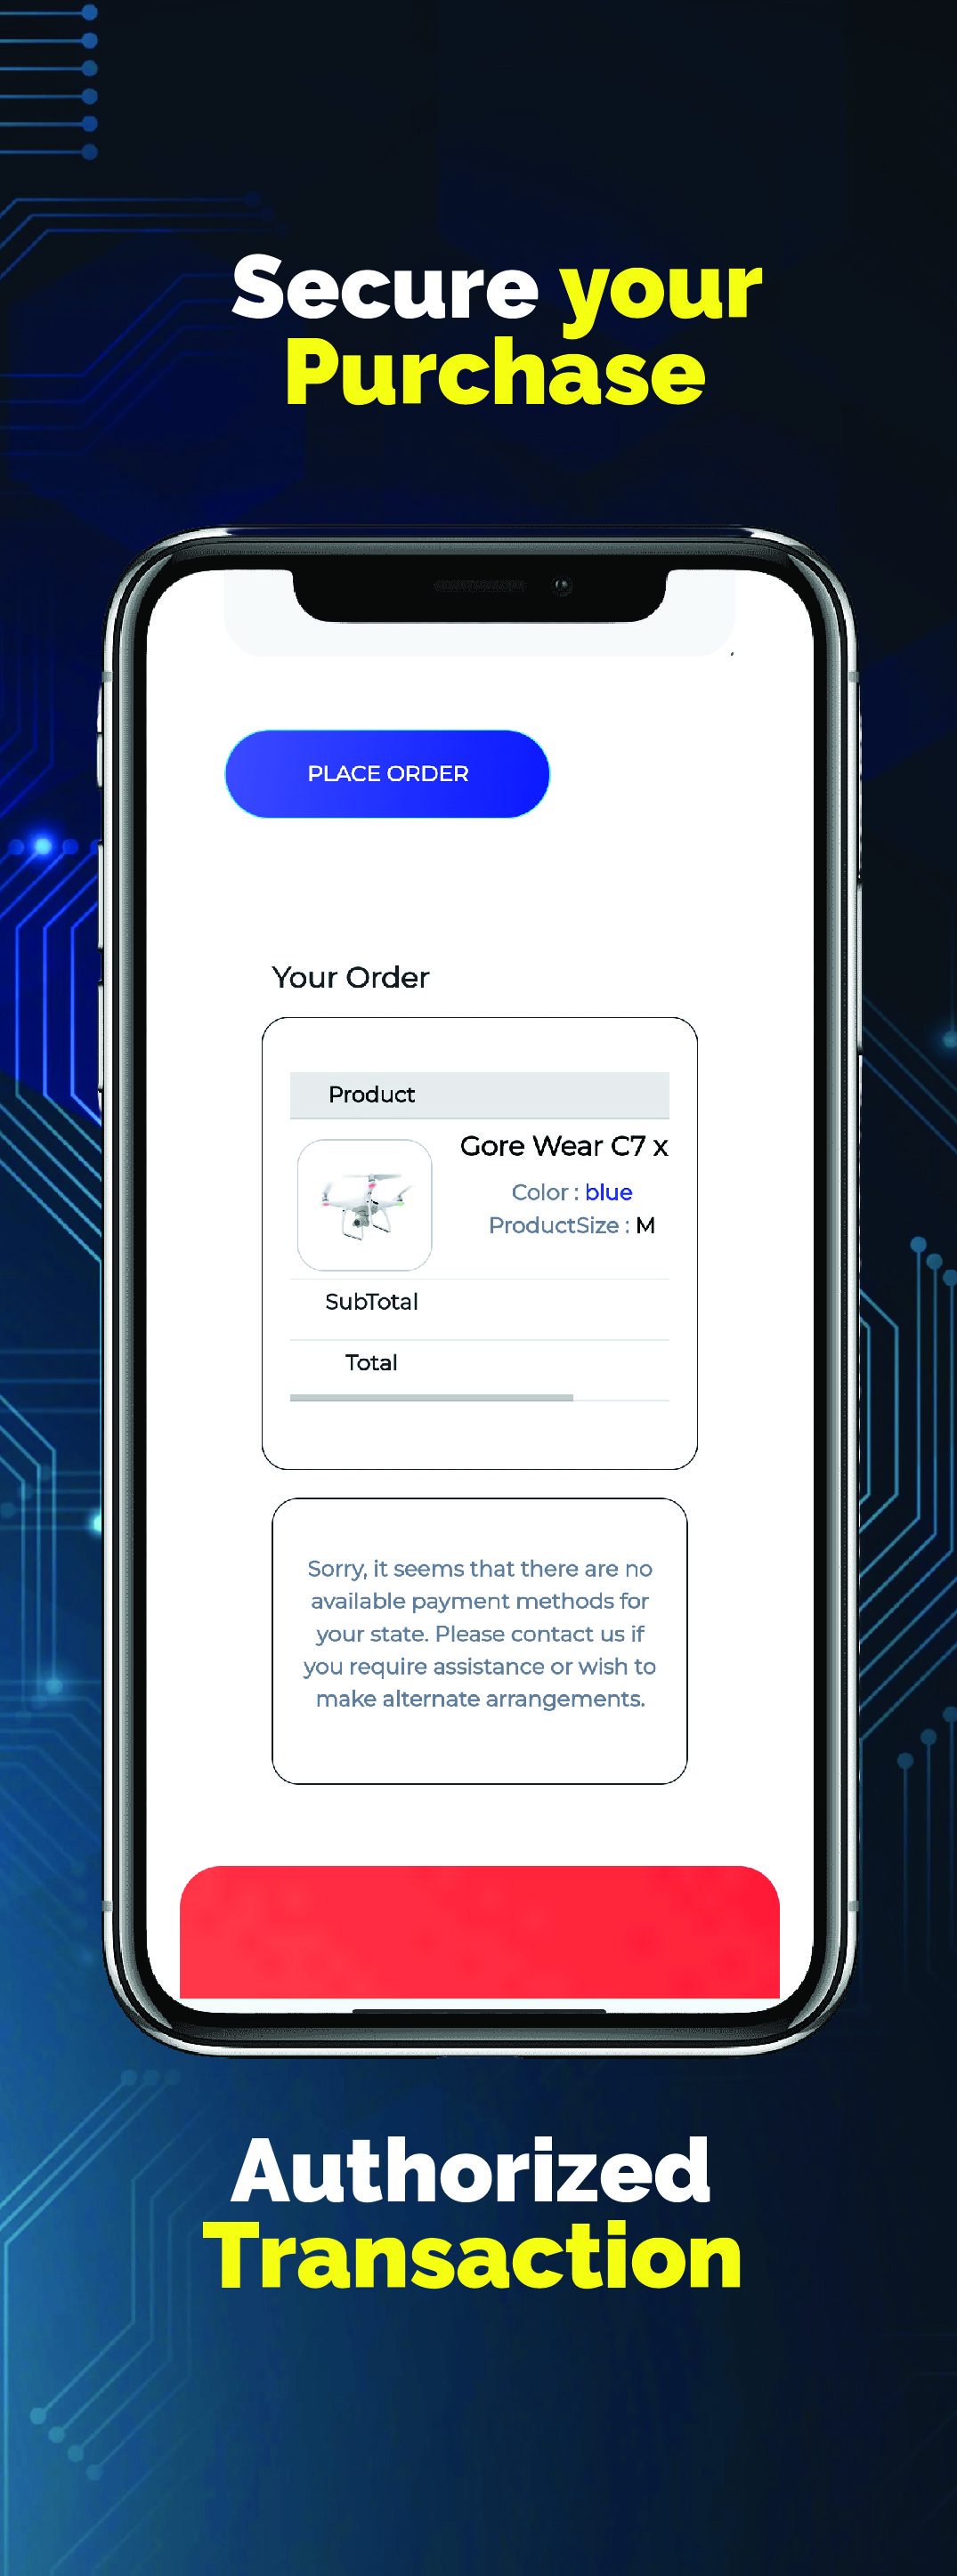 Secure your
Purchase
PLACE ORDER
Your Order
Product
Gore Wear C7 x
Color : blue
ProductSize : M
SubTotal
Total
Sorry, it seems that there are no
available payment methods for
your state. Please contact us if
you require assistance or wish to
make alternate arrangements.
Authorized
Transaction